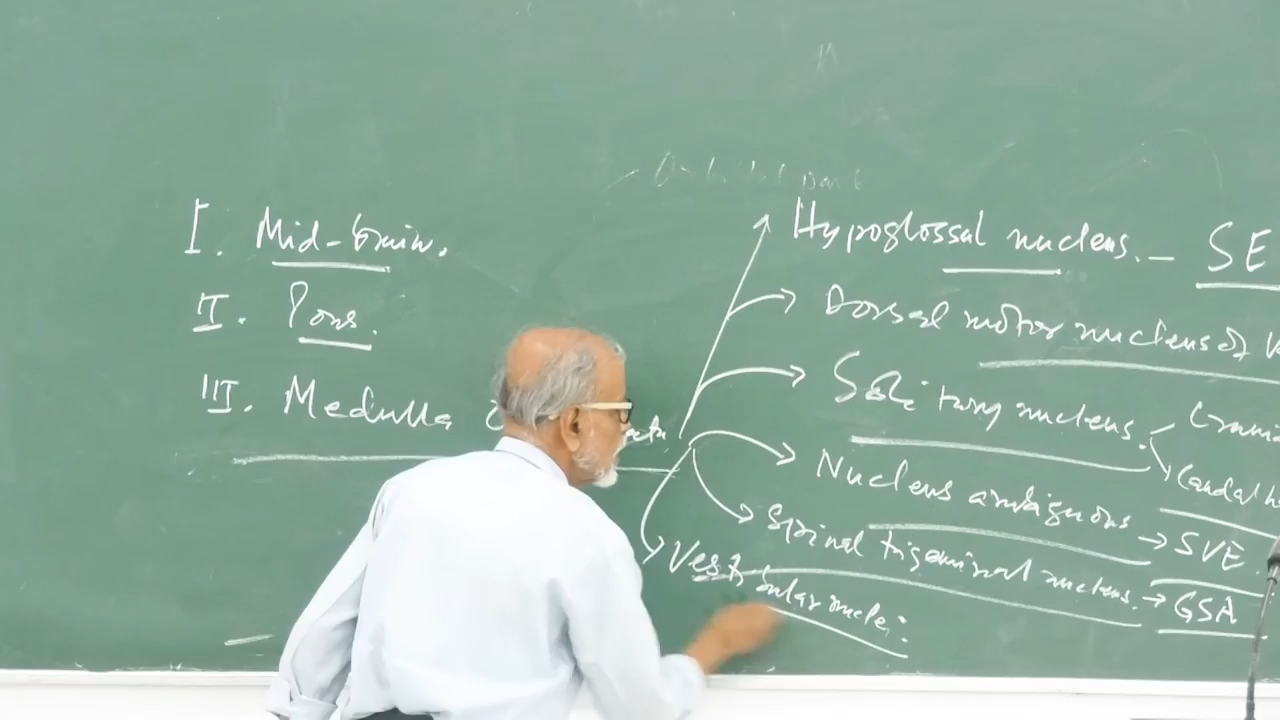 I. Mid-brain.
II. Pons.
III. Medulla
Hypoglossal nucleus. - SE
Dorsal motor nucleus of
Solitary nucleus.
Caudal
Nucleus ambiguous → SVE.
Spinal trigeminal nucleus. → GSA
Vestibular nuclei